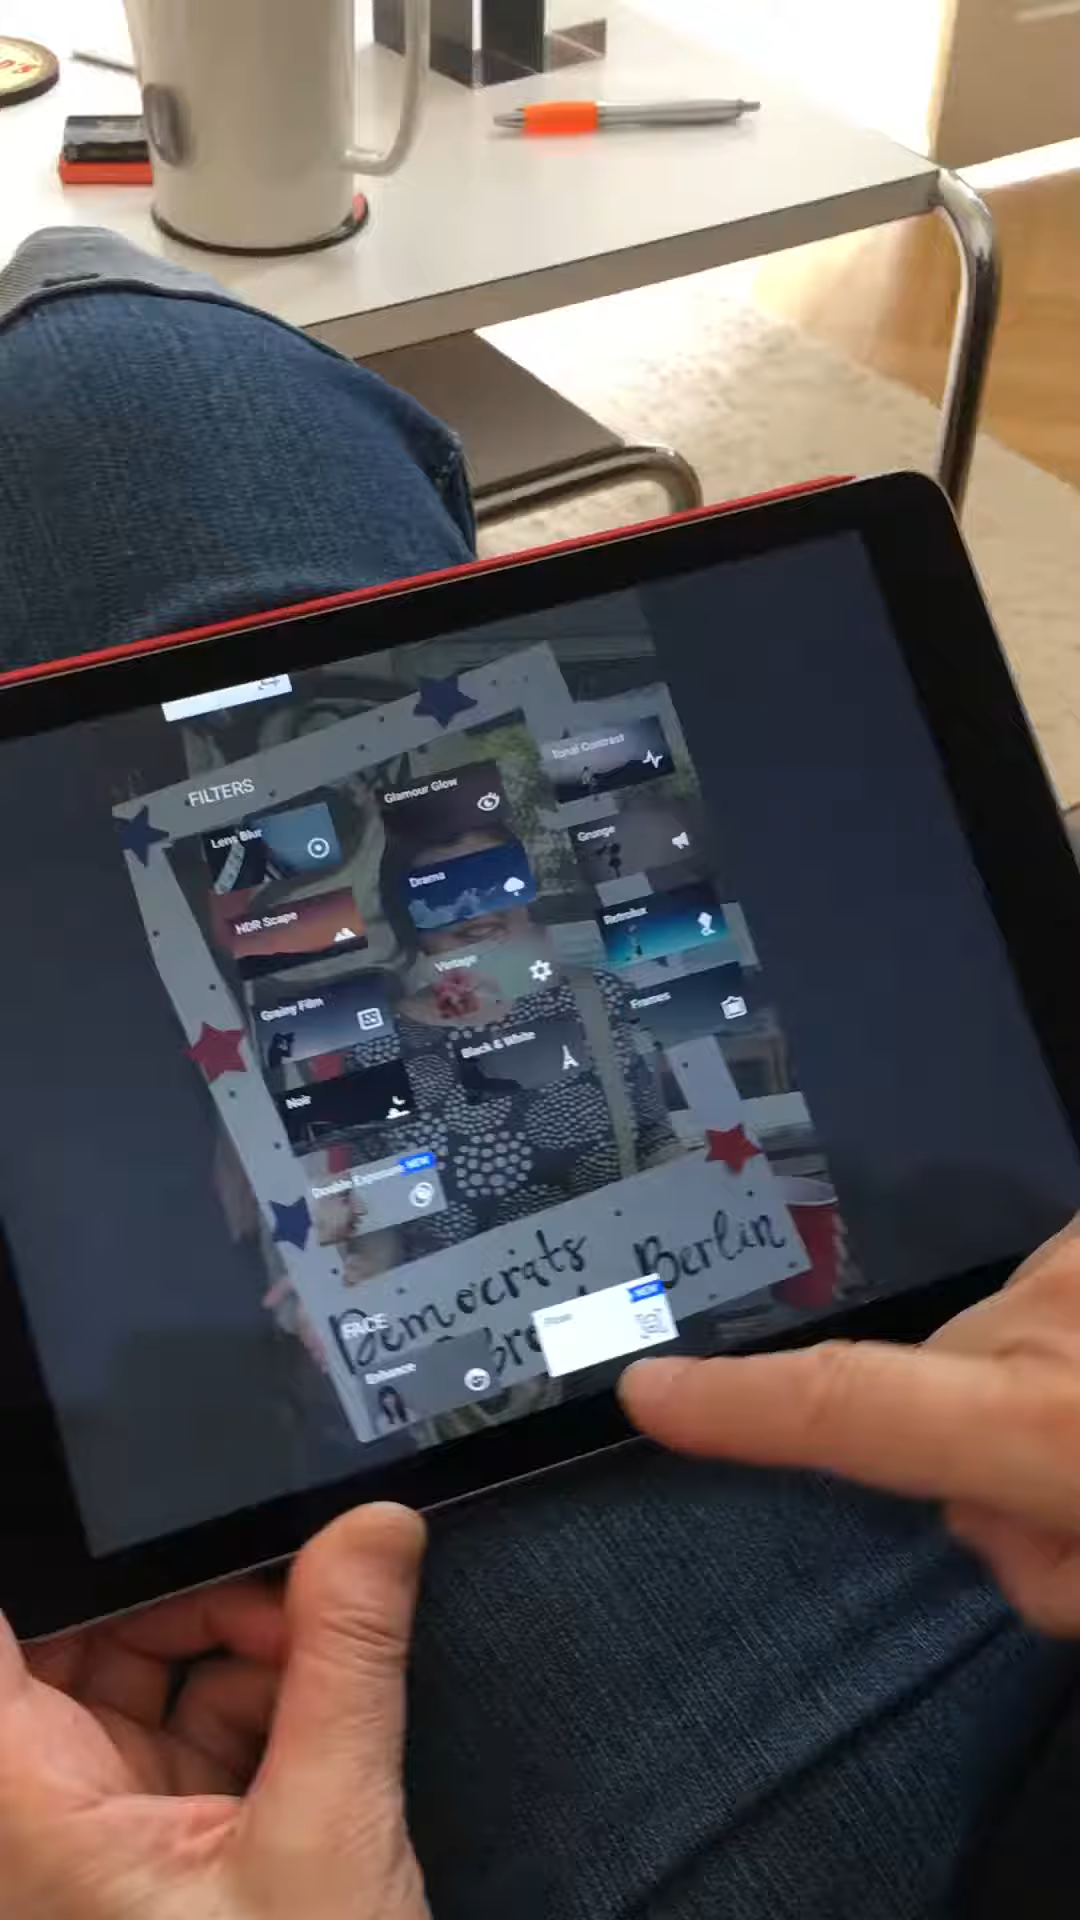 FILTERS
Lens Blur
Glamour Glow
Tonal Contrast
HDR Scape
Drama
Grunge
Grainy Film
Vintage
Retrolux
Noir
Black & White
Frames
Double Exposure NEW
Democrats
Berlin
FACE
Enhance
NEW